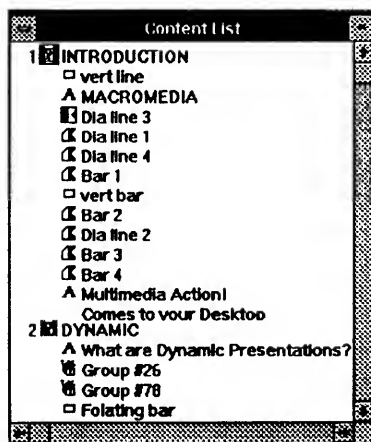 Content List
1 INTRODUCTION
vert line
A MACROMEDIA
Dia line 3
Dia line 1
Dia line 4
Bar 1
vert bar
Bar 2
Dia line 2
Bar 3
Bar 4
A Multimedia Action!
Comes to your Desktop
2 DYNAMIC
A What are Dynamic Presentations?
Group #26
Group #78
Folating bar